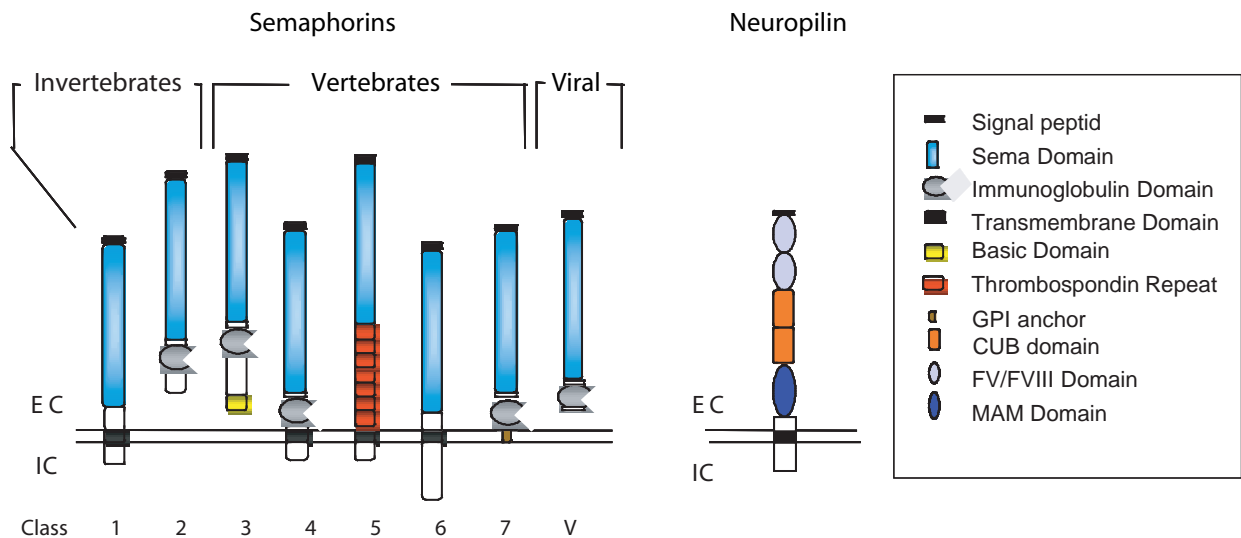 Semaphorins
Neuropilin
Invertebrates
Vertebrates
Viral
Signal peptid
Sema Domain
Immunoglobulin Domain
Transmembrane Domain
Basic Domain
Thrombospondin Repeat
GPI anchor
CUB domain
FV/FVIII Domain
MAM Domain
E C
IC
E C
IC
Class 1 2 3 4 5 6 7 V